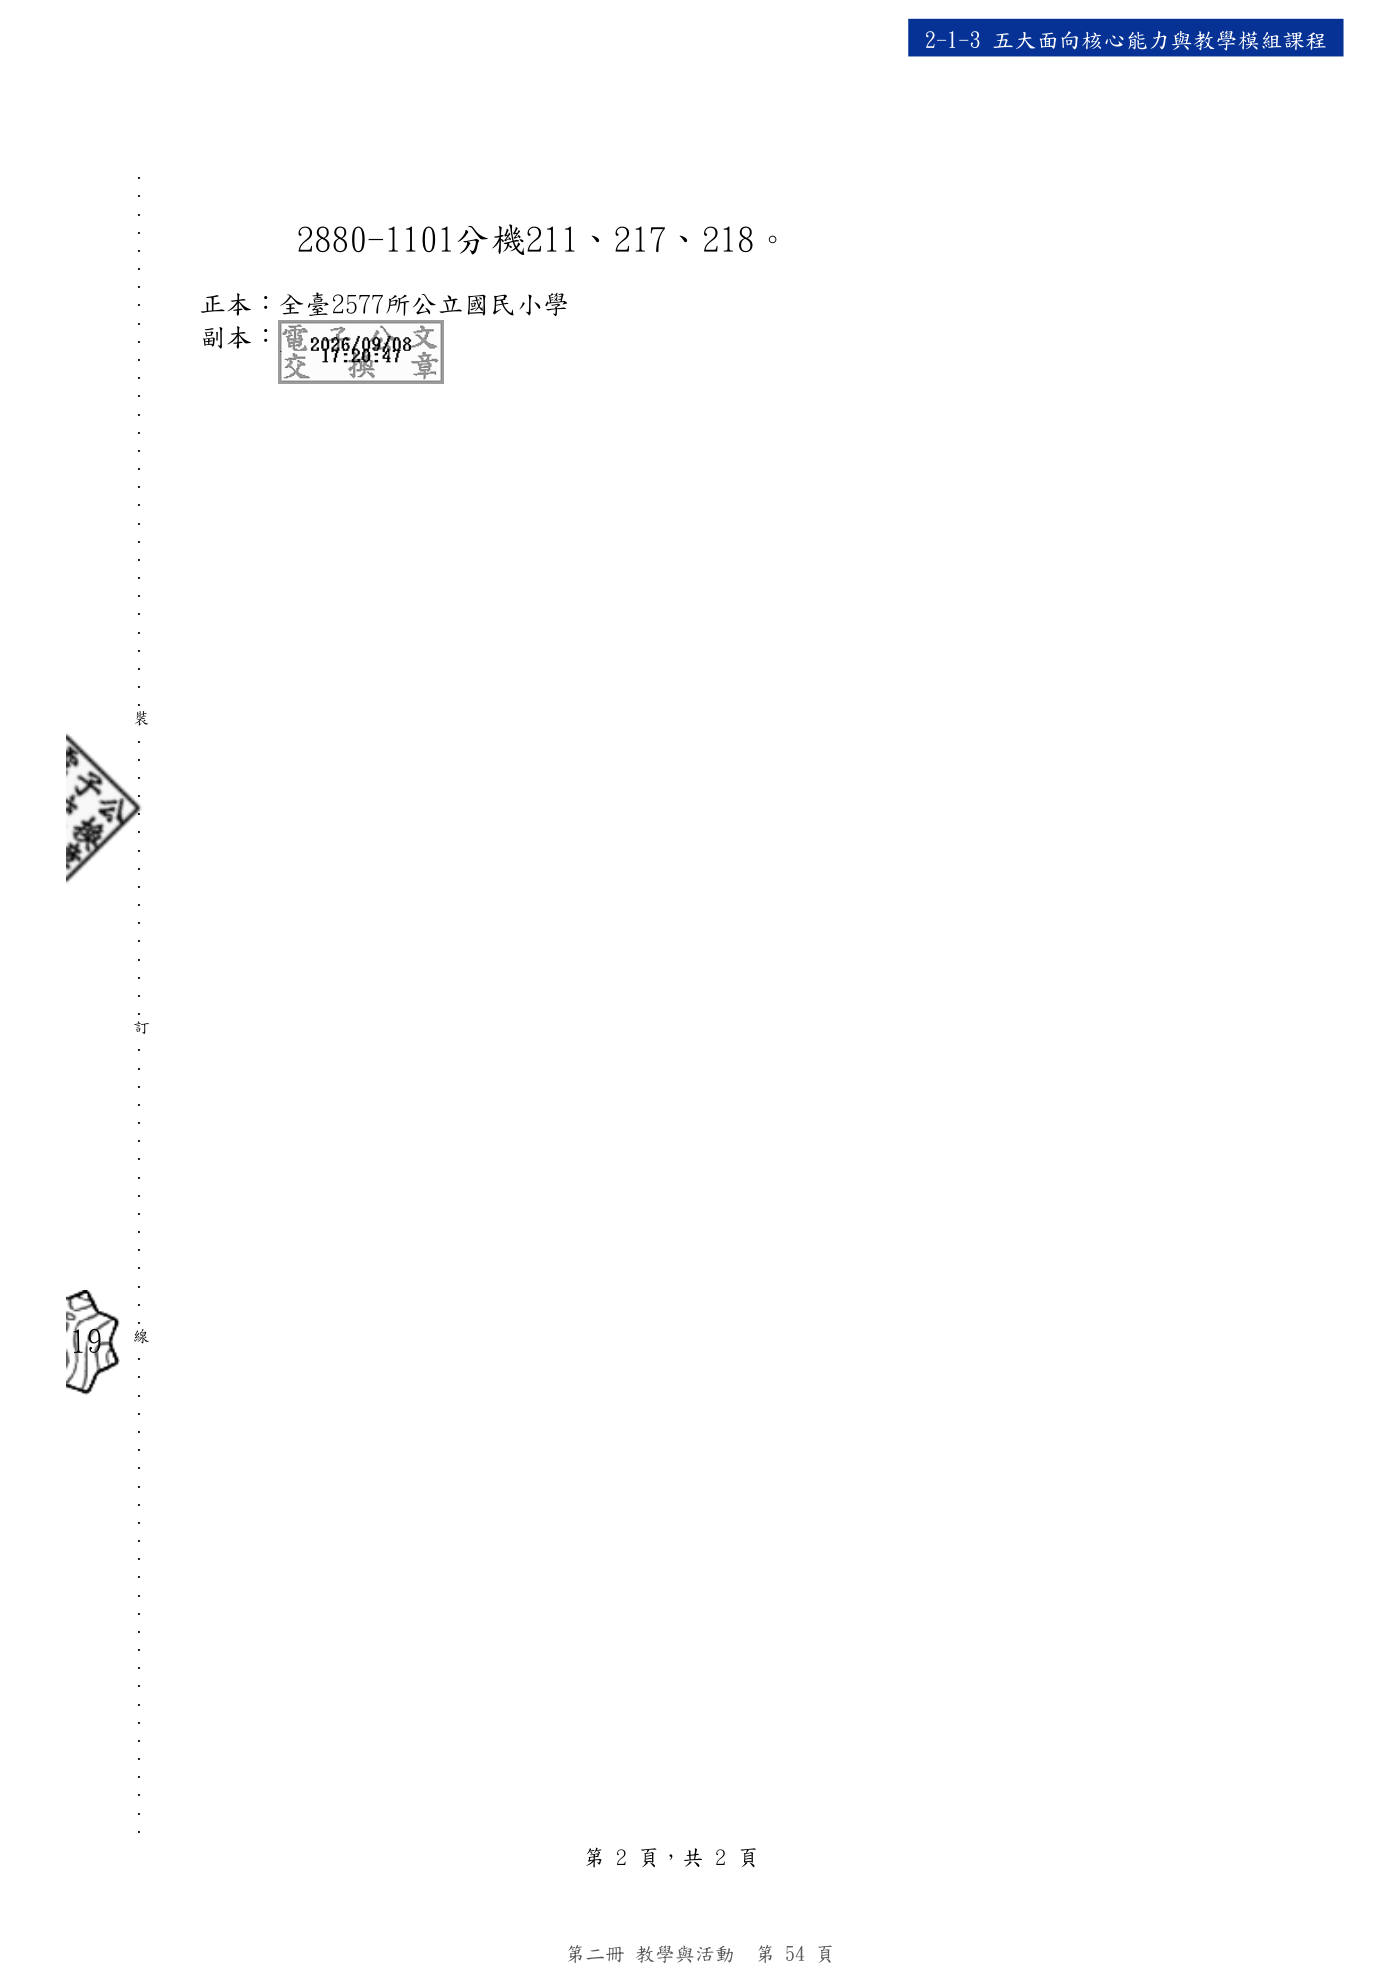 2-1-3 五大面向核心能力與教學模組課程
2880-1101分機211、217、218。
正本：全臺2577所公立國民小學
副本：
電子公文
2026/09/08
17:20:47
交換章
裝
子公
換
訂
19
線
第 2 頁，共 2 頁
第二冊 教學與活動 第 54 頁